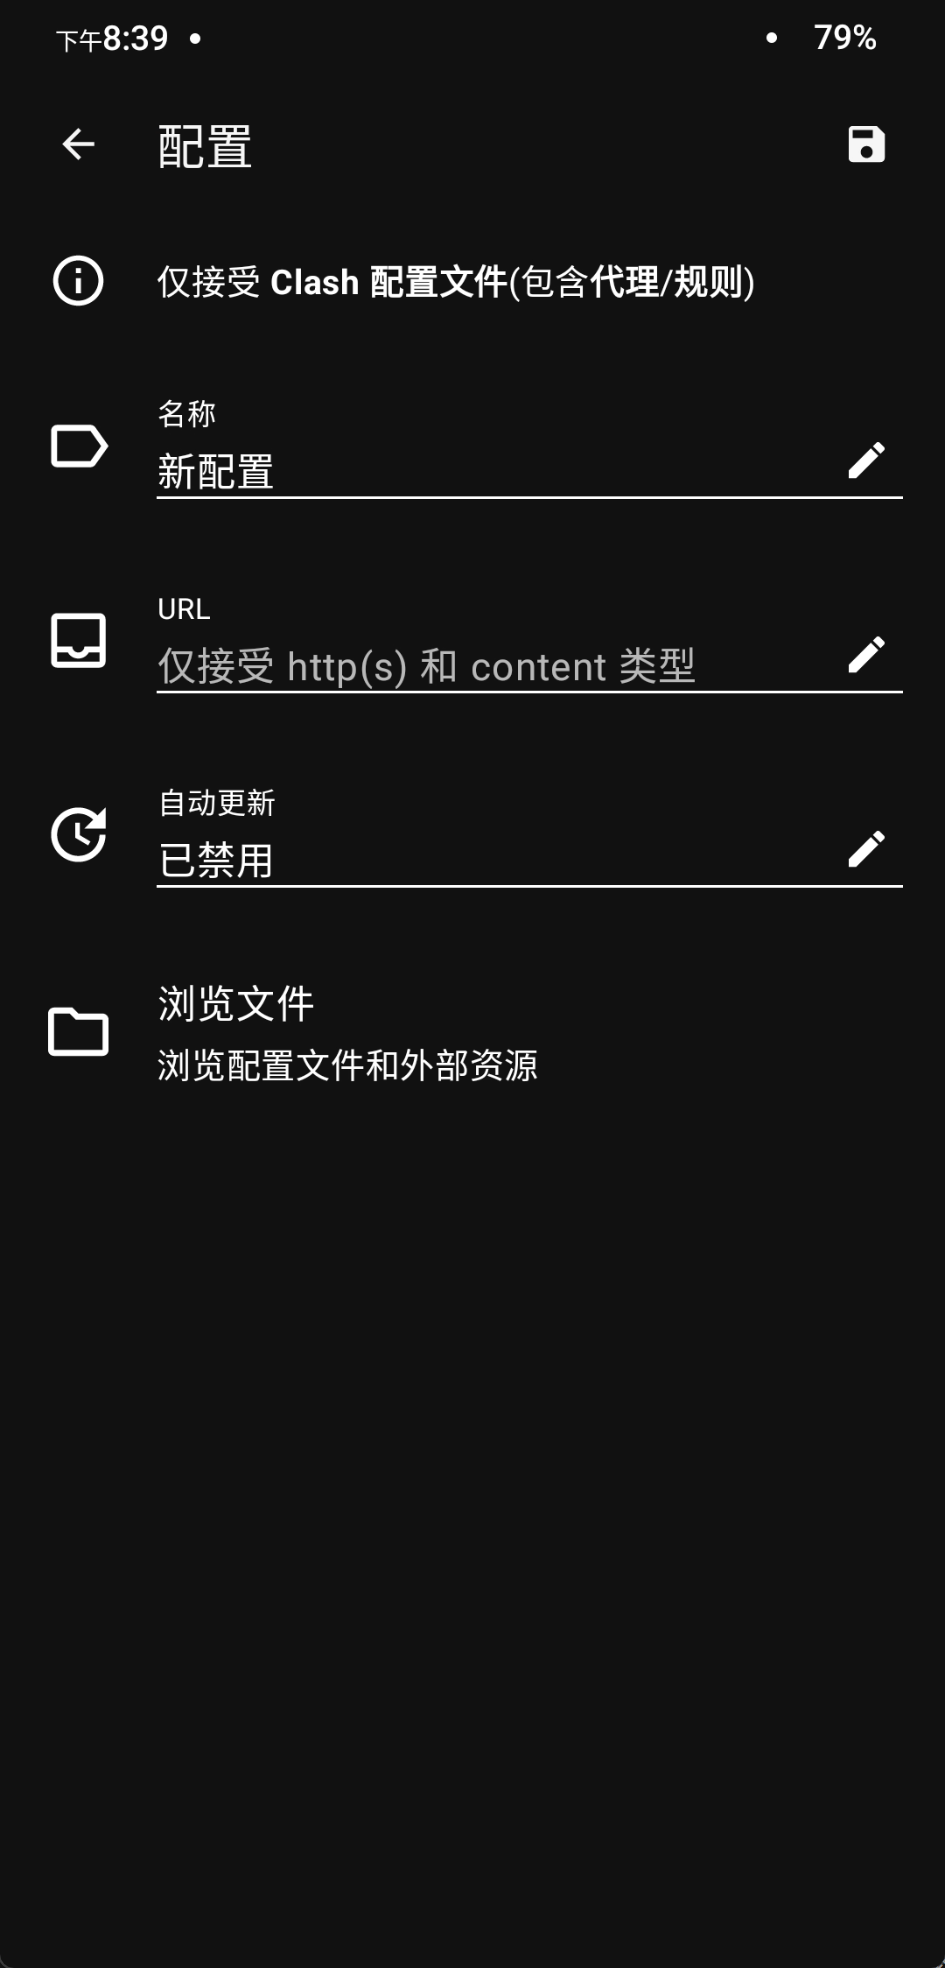 下午8:39
79%
配置
仅接受 Clash 配置文件(包含代理/规则)
名称
新配置
URL
仅接受 http(s) 和 content 类型
自动更新
已禁用
浏览文件
浏览配置文件和外部资源